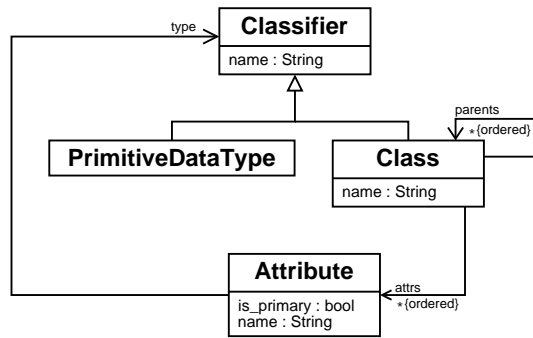 type
Classifier
name : String
parents
*{ordered}
PrimitiveDataType
Class
name : String
Attribute
is_primary : bool
name : String
attrs
*{ordered}